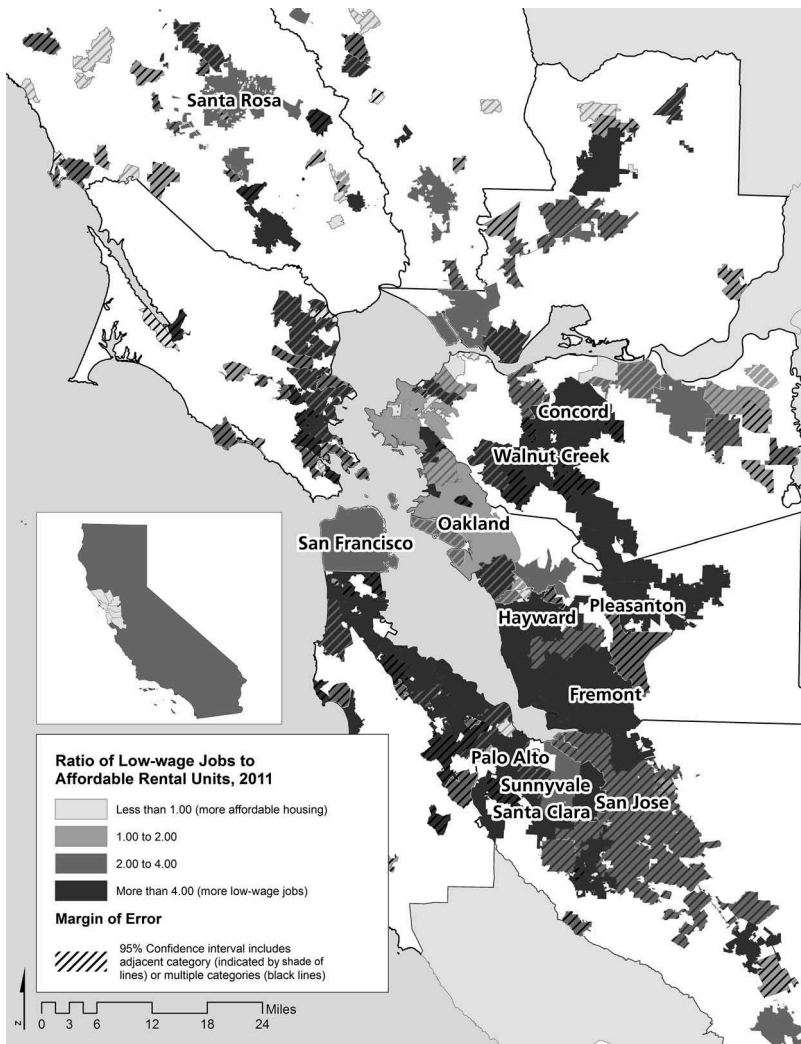 Santa Rosa
Concord
Walnut Creek
Oakland
San Francisco
Hayward
Pleasanton
Fremont
Palo Alto
Sunnyvale
Santa Clara
San Jose
Ratio of Low-wage Jobs to
Affordable Rental Units, 2011
Less than 1.00 (more affordable housing)
1.00 to 2.00
2.00 to 4.00
More than 4.00 (more low-wage jobs)
Margin of Error
95% Confidence interval includes
adjacent category (indicated by shade of
lines) or multiple categories (black lines)
N
Miles
0 3 6 12 18 24